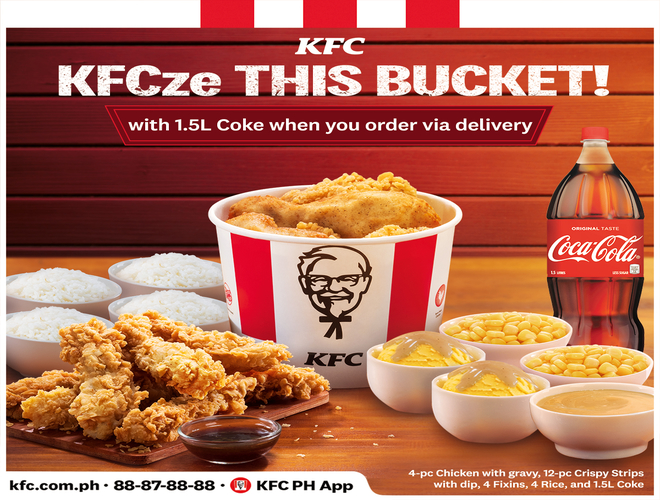 KFC
KFCze THIS BUCKET!
with 1.5L Coke when you order via delivery
ORIGINAL TASTE
Coca-Cola
KFC
4-pc Chicken with gravy, 12-pc Crispy Strips
with dip, 4 Fixins, 4 Rice, and 1.5L Coke
kfc.com.ph • 88-87-88-88 • KFC PH App